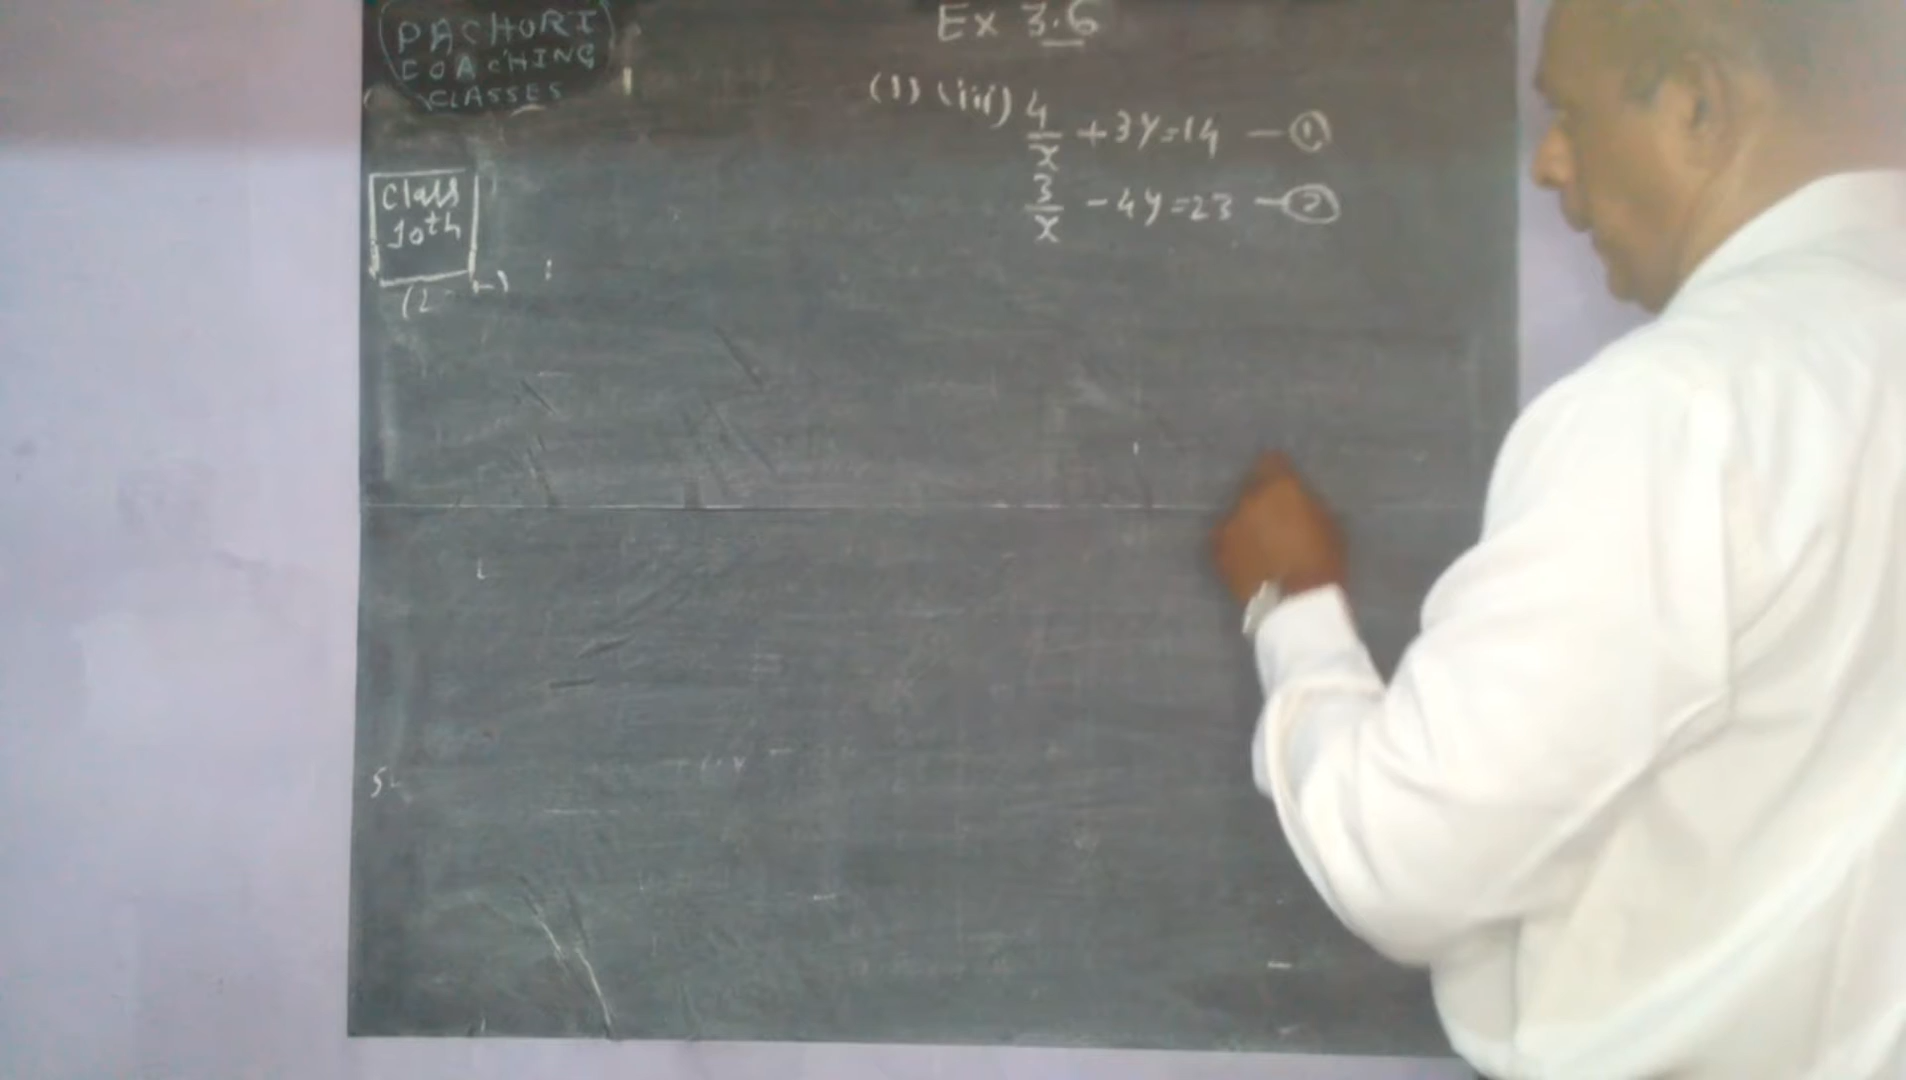 PACHORI
COACHING
CLASSES
Ex 3.6
(1) (iii) 4/x + 3y=14 — ①
3/x - 4y=23 — ②
Class
10th